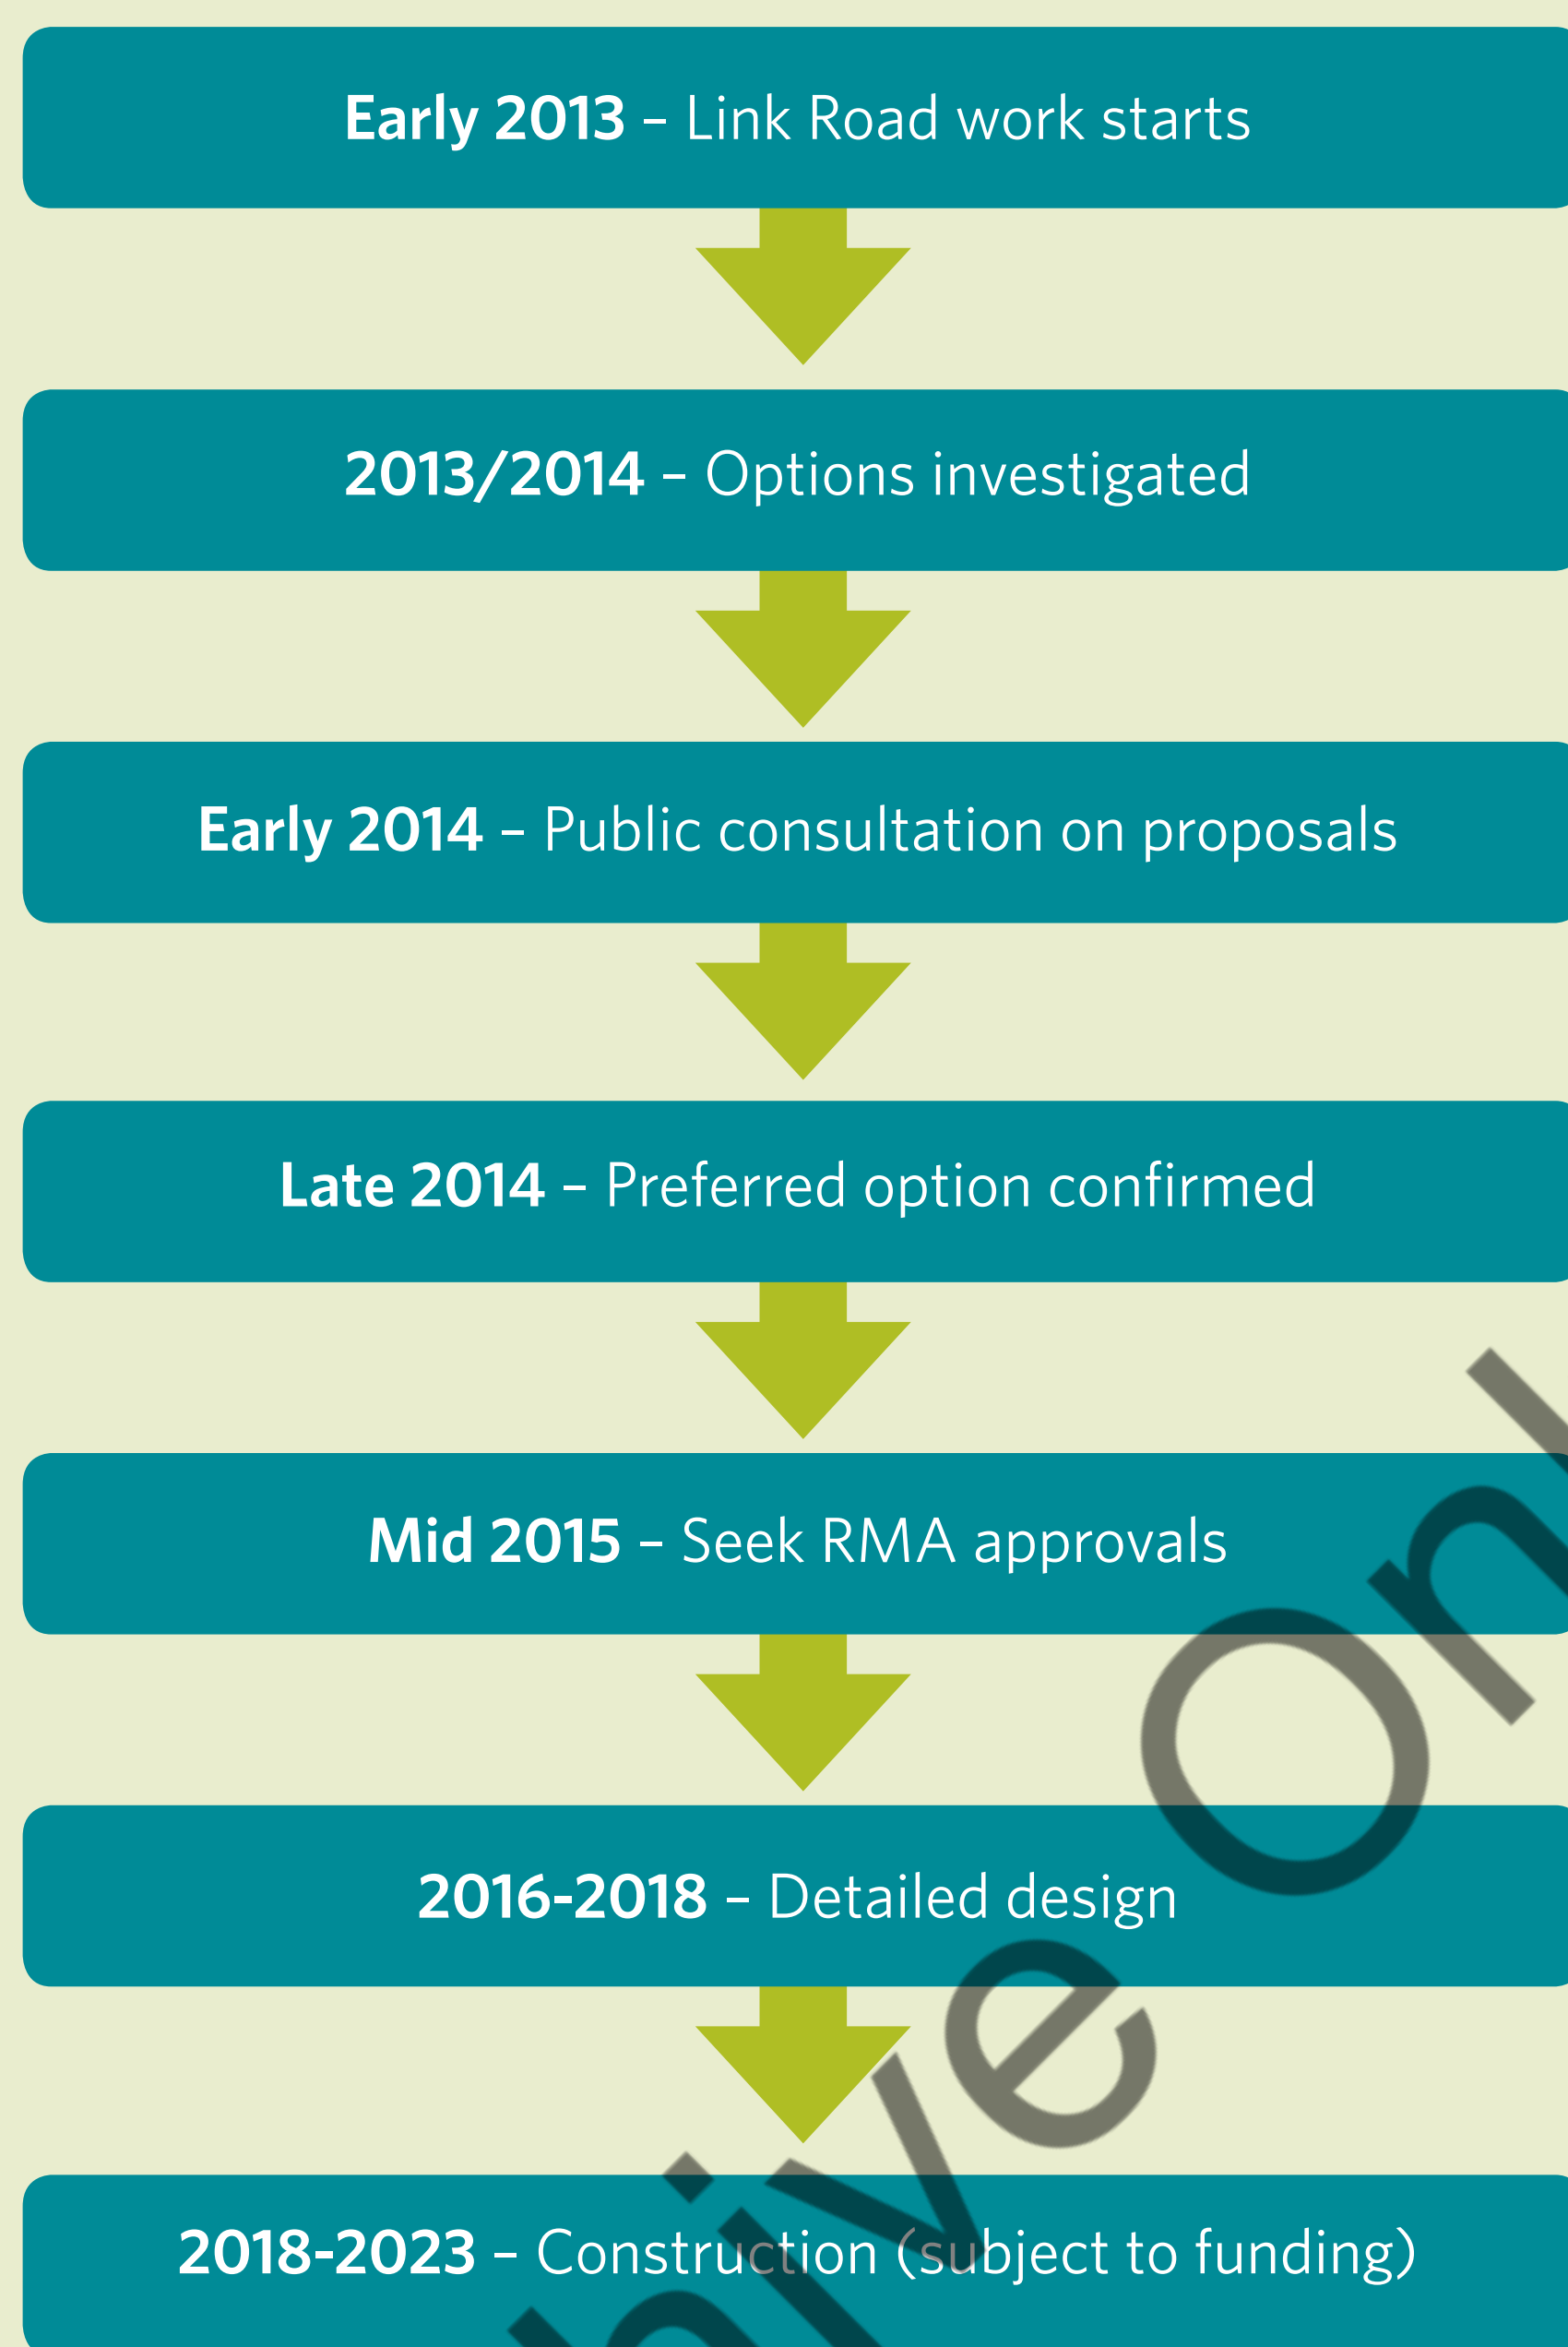 Early 2013 – Link Road work starts
2013/2014 – Options investigated
Early 2014 – Public consultation on proposals
Late 2014 – Preferred option confirmed
Mid 2015 – Seek RMA approvals
2016-2018 – Detailed design
2018-2023 – Construction (subject to funding)